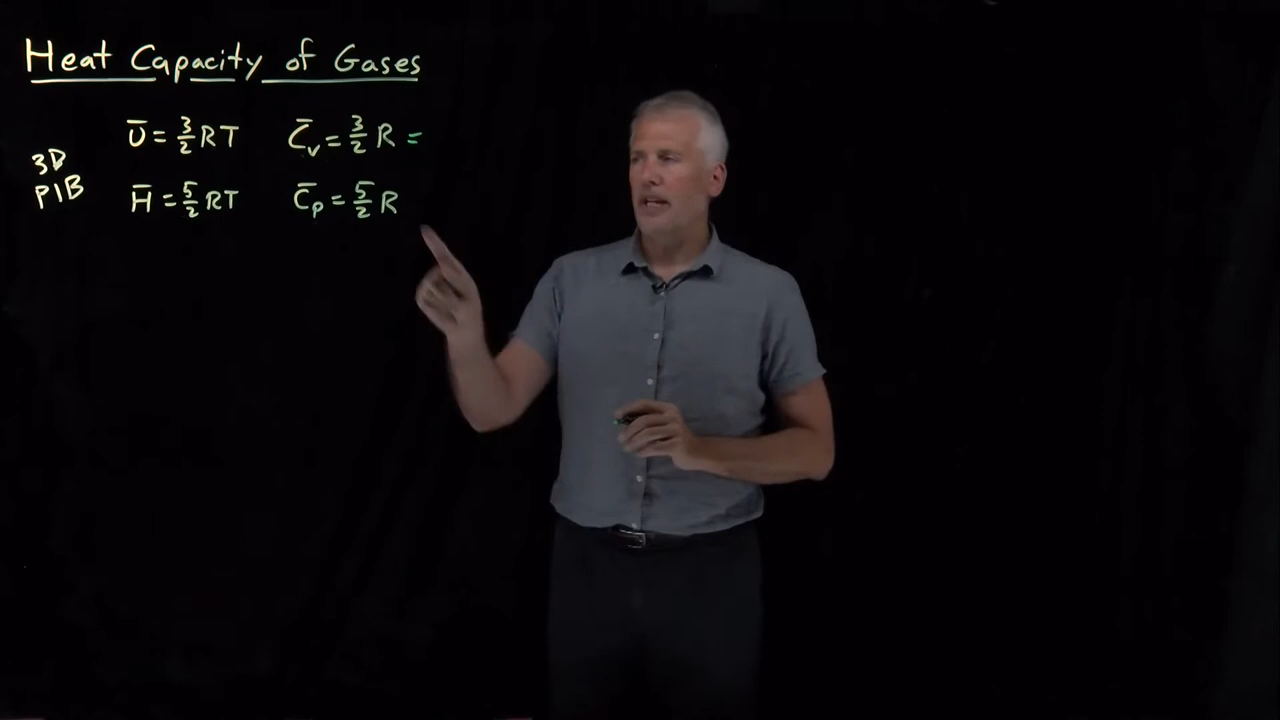 Heat Capacity of Gases
Ū = 3/2 RT   C̄ᵥ = 3/2 R =
3D
PIB
H̄ = 5/2 RT   C̄ₚ = 5/2 R